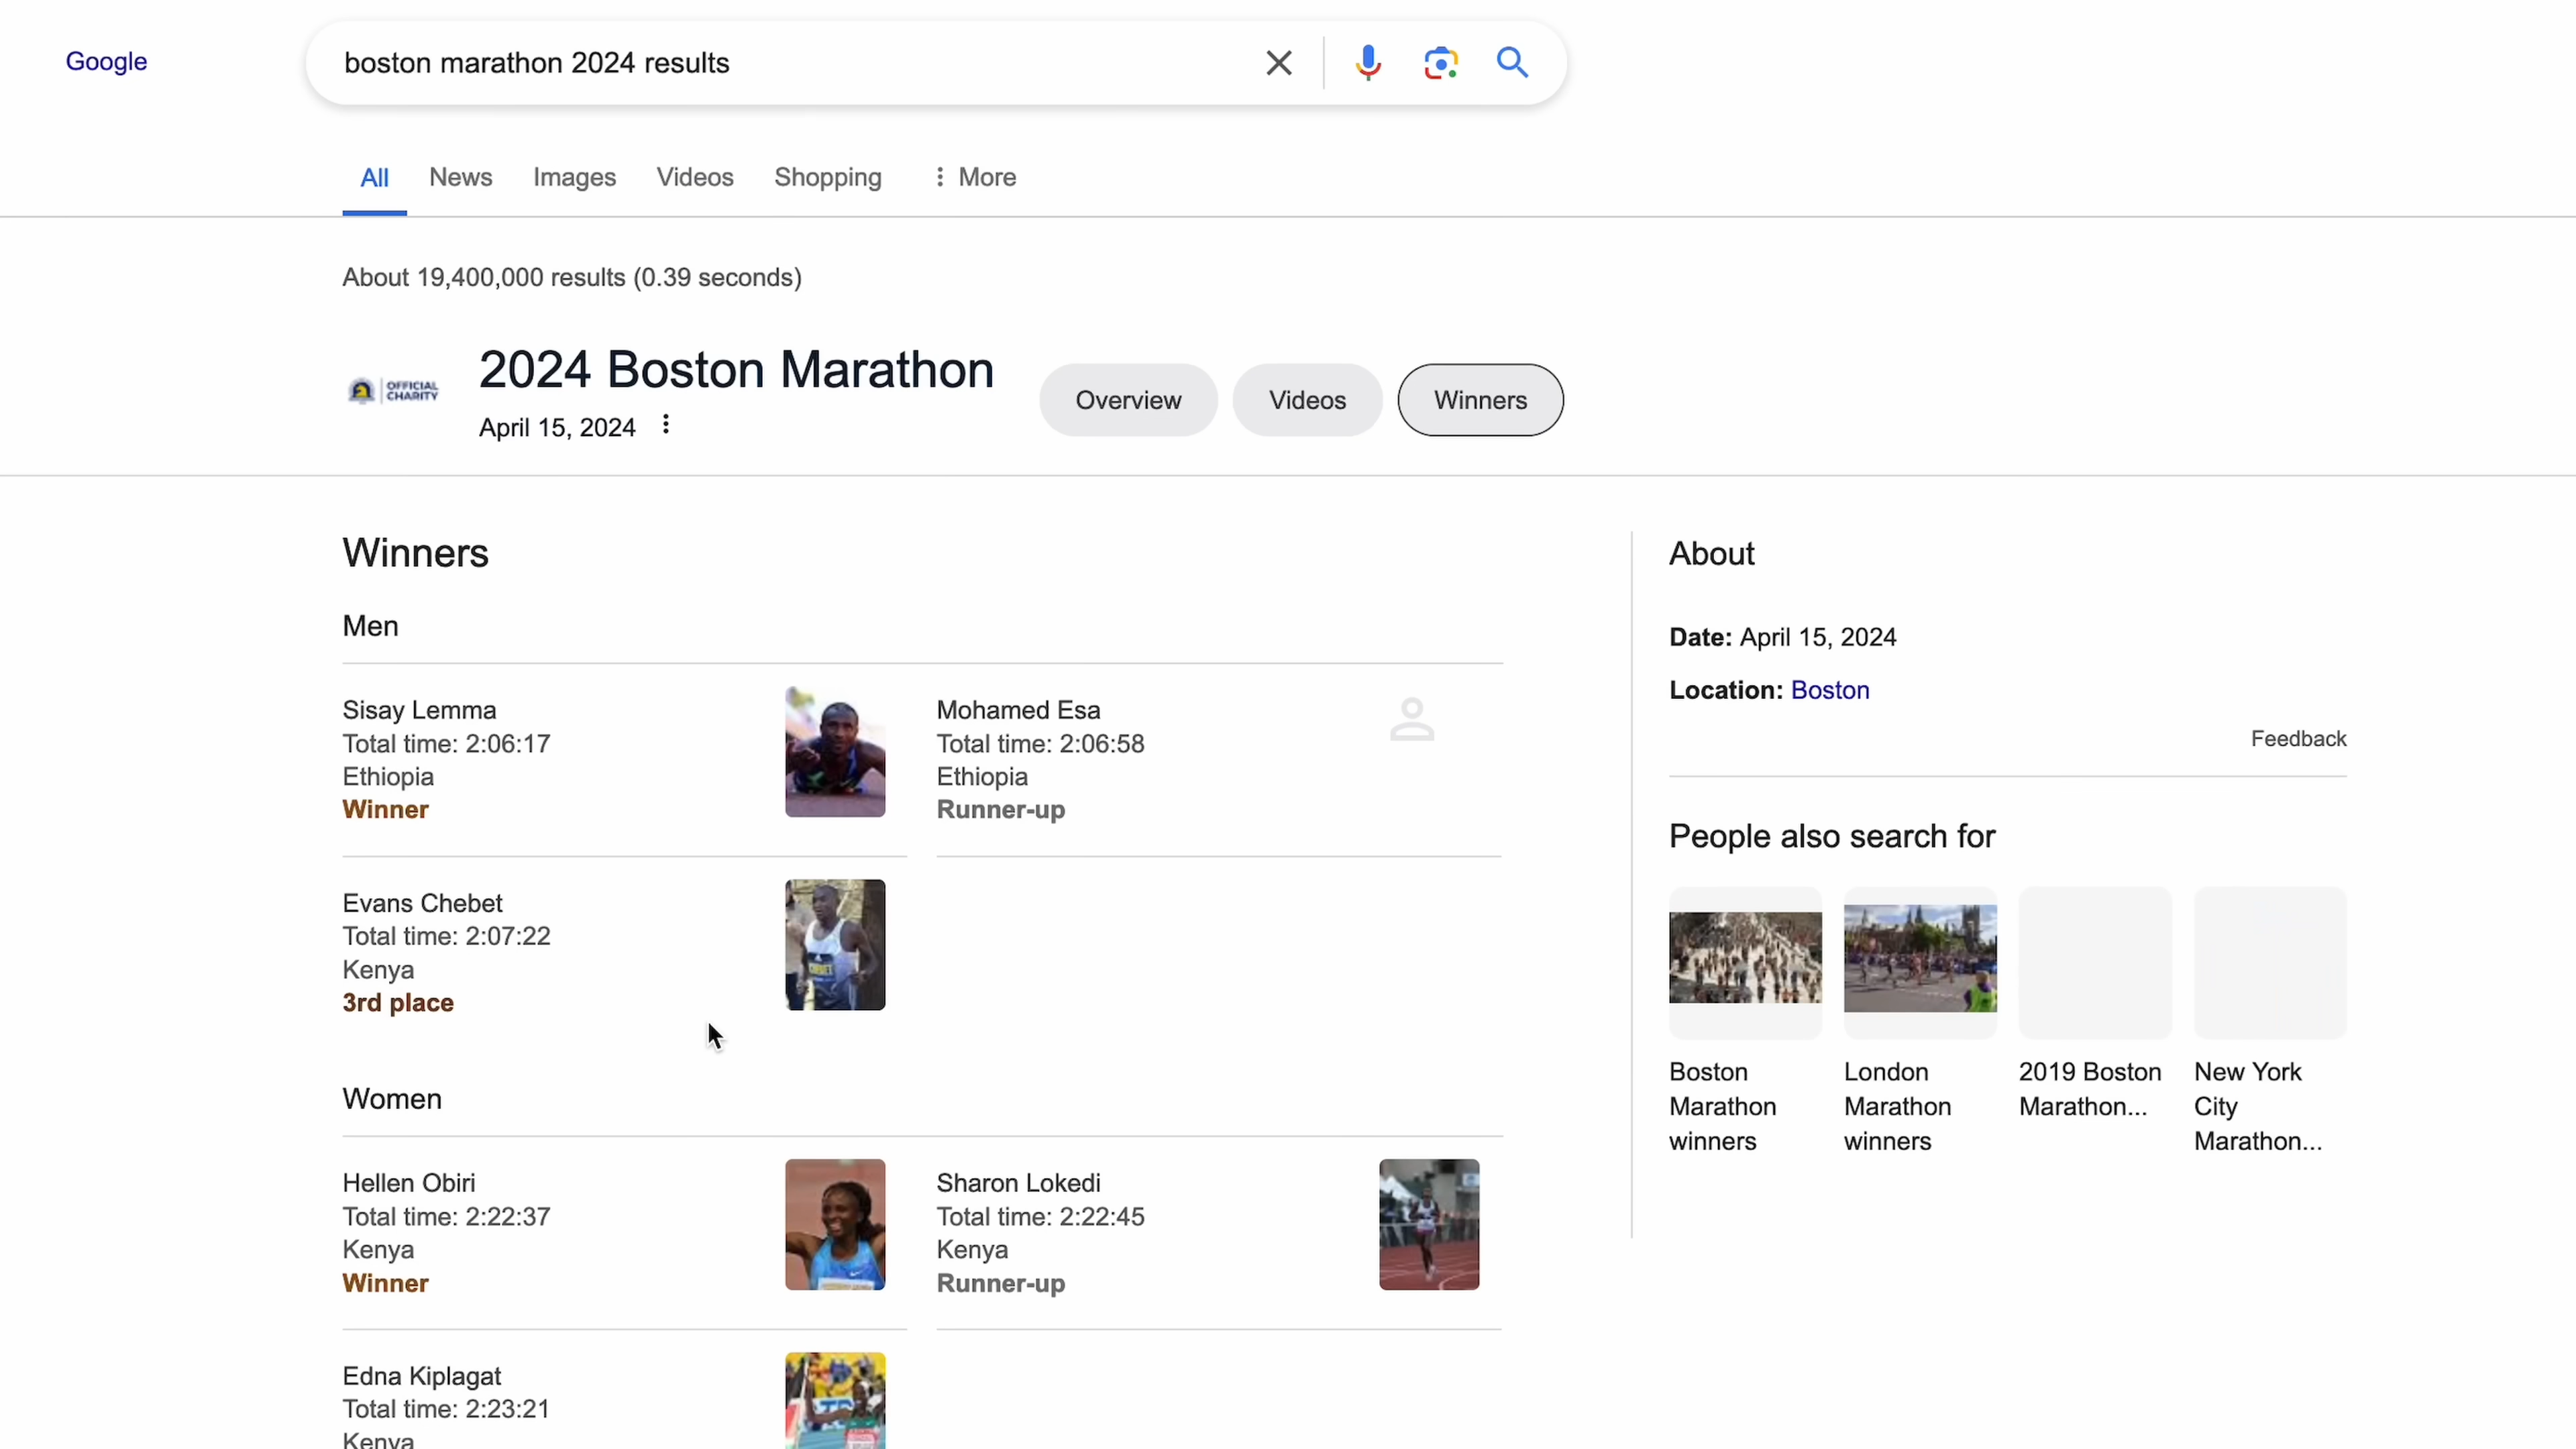 Google
boston marathon 2024 results
All News Images Videos Shopping More
About 19,400,000 results (0.39 seconds)
OFFICIAL
CHARITY
2024 Boston Marathon
April 15, 2024
Overview Videos Winners
Winners
Men
Sisay Lemma
Total time: 2:06:17
Ethiopia
Winner
Mohamed Esa
Total time: 2:06:58
Ethiopia
Runner-up
Evans Chebet
Total time: 2:07:22
Kenya
3rd place
Women
Hellen Obiri
Total time: 2:22:37
Kenya
Winner
Sharon Lokedi
Total time: 2:22:45
Kenya
Runner-up
Edna Kiplagat
Total time: 2:23:21
Kenya
About
Date: April 15, 2024
Location: Boston
Feedback
People also search for
Boston
Marathon
winners
London
Marathon
winners
2019 Boston
Marathon...
New York
City
Marathon...